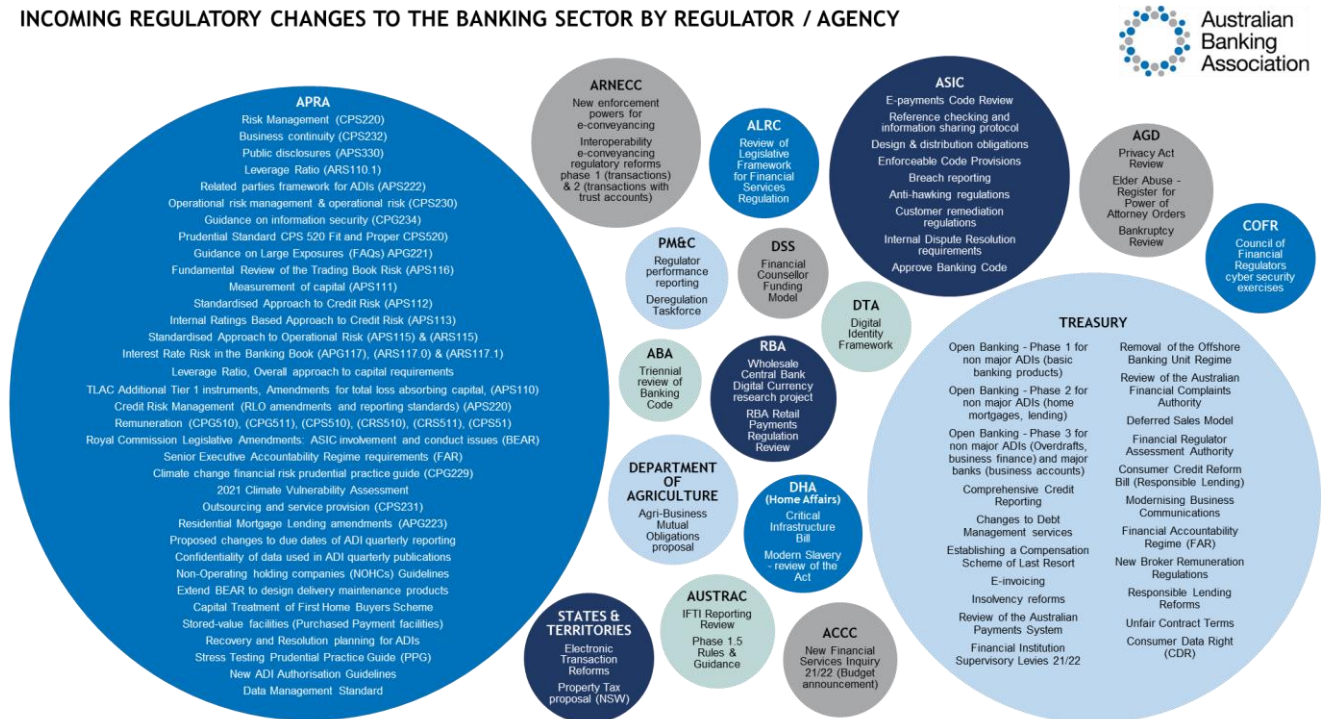 INCOMING REGULATORY CHANGES TO THE BANKING SECTOR BY REGULATOR / AGENCY
Australian
Banking
Association
APRA
Risk Management (CPS220)
Business continuity (CPS232)
Public disclosures (APS330)
Leverage Ratio (ARS110.1)
Related parties framework for ADIs (APS222)
Operational risk management & operational risk (CPS230)
Guidance on information security (CPG234)
Prudential Standard CPS 520 Fit and Proper CPS520)
Guidance on Large Exposures (FAQs) APG221)
Fundamental Review of the Trading Book Risk (APS116)
Measurement of capital (APS111)
Standardised Approach to Credit Risk (APS112)
Internal Ratings Based Approach to Credit Risk (APS113)
Standardised Approach to Operational Risk (APS115) & (ARS115)
Interest Rate Risk in the Banking Book (APG117), (ARS117.0) & (ARS117.1)
Leverage Ratio, Overall approach to capital requirements
TLAC Additional Tier 1 instruments, Amendments for total loss absorbing capital, (APS110)
Credit Risk Management (RLO amendments and reporting standards) (APS220)
Remuneration (CPG510), (CPG511), (CPS510), (CRS510), (CRS511), (CPS51)
Royal Commission Legislative Amendments: ASIC involvement and conduct issues (BEAR)
Senior Executive Accountability Regime requirements (FAR)
Climate change financial risk prudential practice guide (CPG229)
2021 Climate Vulnerability Assessment
Outsourcing and service provision (CPS231)
Residential Mortgage Lending amendments (APG223)
Proposed changes to due dates of ADI quarterly reporting
Confidentiality of data used in ADI quarterly publications
Non-Operating holding companies (NOHCs) Guidelines
Extend BEAR to design delivery maintenance products
Capital Treatment of First Home Buyers Scheme
Stored-value facilities (Purchased Payment facilities)
Recovery and Resolution planning for ADIs
Stress Testing Prudential Practice Guide (PPG)
New ADI Authorisation Guidelines
Data Management Standard
ARNECC
New enforcement
powers for
e-conveyancing
Interoperability
e-conveyancing
regulatory reforms
phase 1 (transactions)
& 2 (transactions with
trust accounts)
ALRC
Review of
Legislative
Framework
for Financial
Services
Regulation
ASIC
E-payments Code Review
Reference checking and
information sharing protocol
Design & distribution obligations
Enforceable Code Provisions
Breach reporting
Anti-hawking regulations
Customer remediation
regulations
Internal Dispute Resolution
requirements
Approve Banking Code
AGD
Privacy Act
Review
Elder Abuse -
Register for
Power of
Attorney Orders
Bankruptcy
Review
COFR
Council of
Financial
Regulators
cyber security
exercises
PM&C
Regulator
performance
reporting
Deregulation
Taskforce
DSS
Financial
Counsellor
Funding
Model
DTA
Digital
Identity
Framework
ABA
Triennial
review of
Banking
Code
RBA
Wholesale
Central Bank
Digital Currency
research project
RBA Retail
Payments
Regulation
Review
TREASURY
Open Banking - Phase 1 for
non major ADIs (basic
banking products)
Open Banking - Phase 2 for
non major ADIs (home
mortgages, lending)
Open Banking - Phase 3 for
non major ADIs (Overdrafts,
business finance) and major
banks (business accounts)
Comprehensive Credit
Reporting
Changes to Debt
Management services
Establishing a Compensation
Scheme of Last Resort
E-invoicing
Insolvency reforms
Review of the Australian
Payments System
Financial Institution
Supervisory Levies 21/22
Removal of the Offshore
Banking Unit Regime
Review of the Australian
Financial Complaints
Authority
Deferred Sales Model
Financial Regulator
Assessment Authority
Consumer Credit Reform
Bill (Responsible Lending)
Modernising Business
Communications
Financial Accountability
Regime (FAR)
New Broker Remuneration
Regulations
Responsible Lending
Reforms
Unfair Contract Terms
Consumer Data Right
(CDR)
DEPARTMENT
OF
AGRICULTURE
Agri-Business
Mutual
Obligations
proposal
DHA
(Home Affairs)
Critical
Infrastructure
Bill
Modern Slavery
- review of the
Act
STATES &
TERRITORIES
Electronic
Transaction
Reforms
Property Tax
proposal (NSW)
AUSTRAC
IFTI Reporting
Review
Phase 1.5
Rules &
Guidance
ACCC
New Financial
Services Inquiry
21/22 (Budget
announcement)